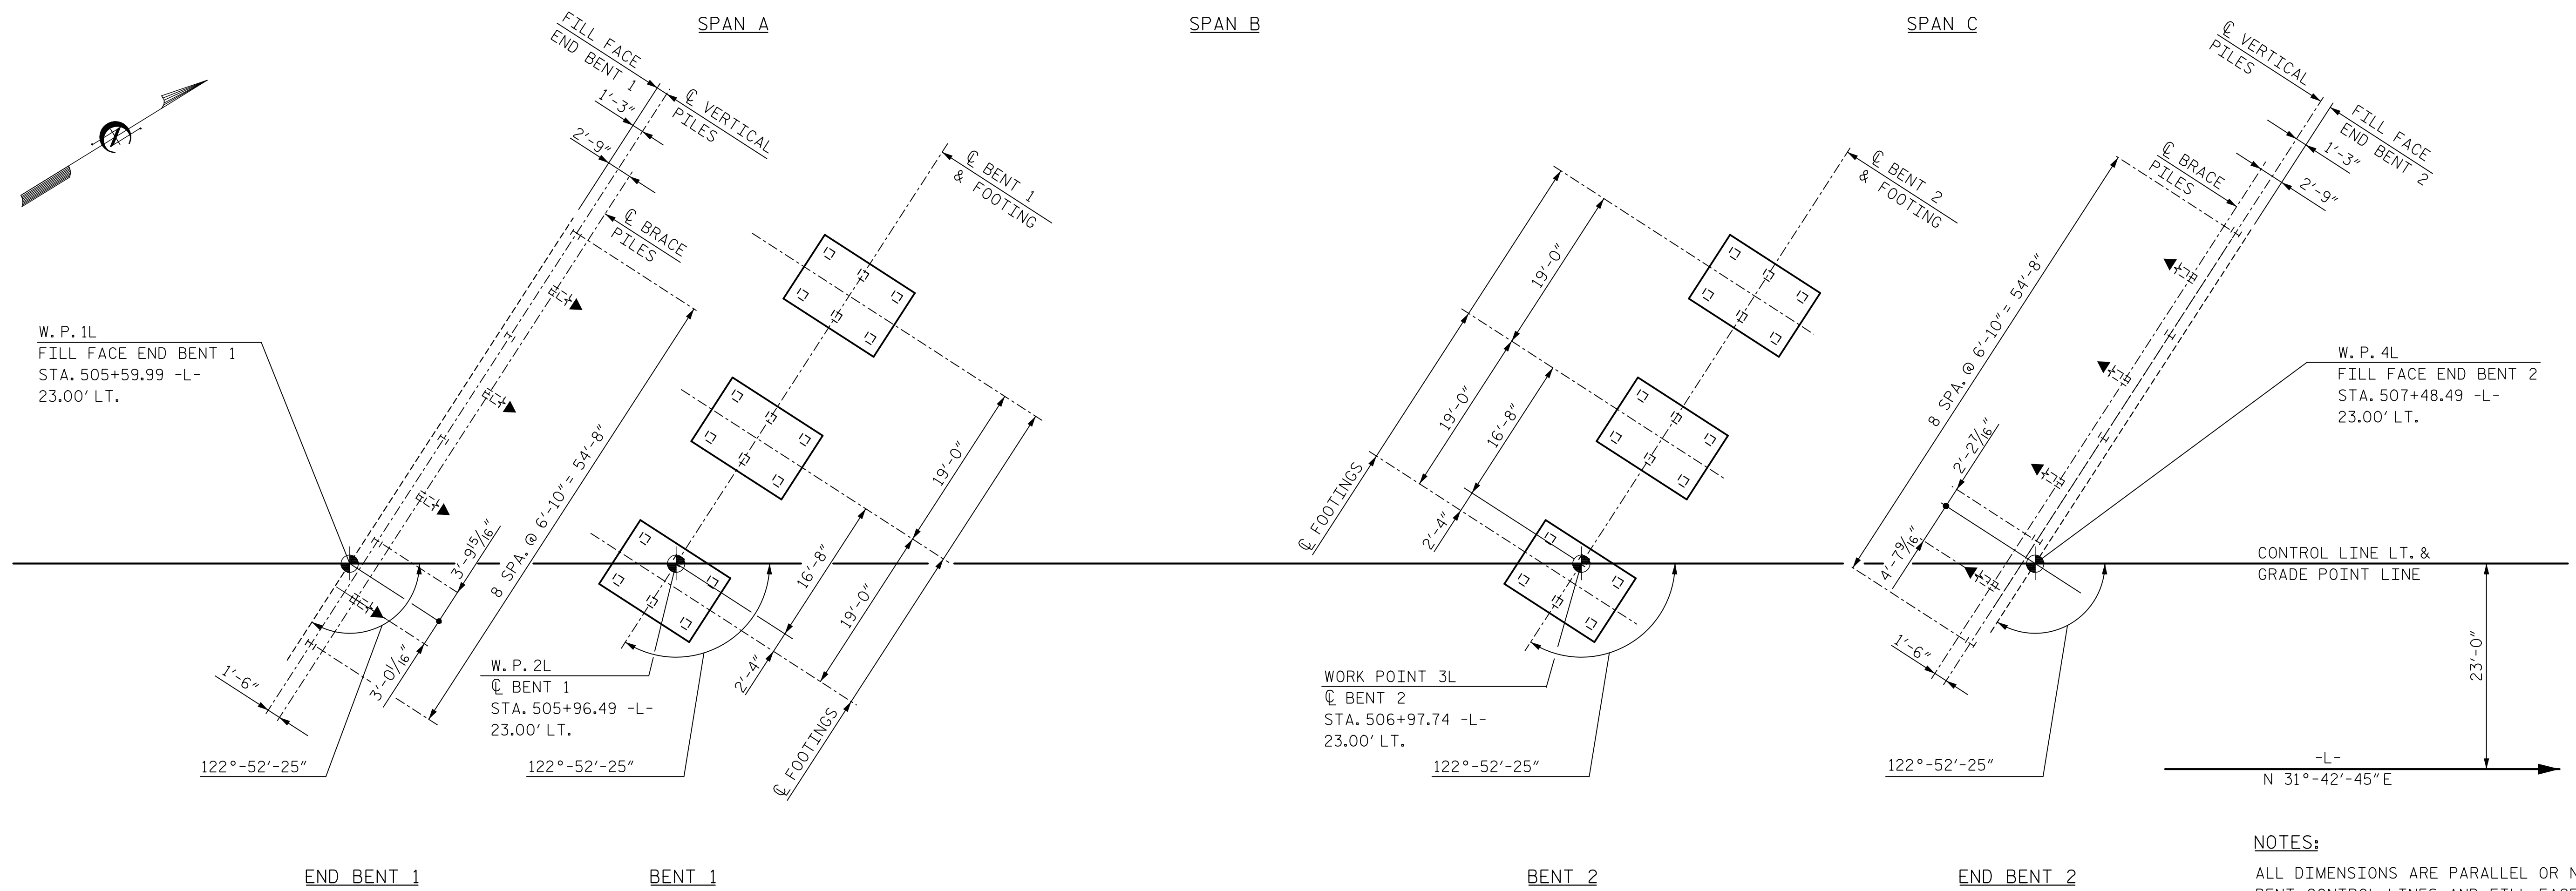 SPAN A
SPAN B
SPAN C
FILL FACE
END BENT 1
1'-3"
2'-9"
℄ VERTICAL
PILES
℄ BRACE
PILES
℄ BENT 1
& FOOTING
N
W.P. 1L
FILL FACE END BENT 1
STA. 505+59.99 -L-
23.00' LT.
8 SPA. @ 6'-10" = 54'-8"
3'-9 15/16"
3'-0 1/16"
1'-6"
122°-52'-25"
W.P. 2L
℄ BENT 1
STA. 505+96.49 -L-
23.00' LT.
122°-52'-25"
19'-0"
16'-8"
19'-0"
2'-4"
℄ FOOTINGS
℄ BENT 2
& FOOTING
19'-0"
19'-0"
16'-8"
2'-4"
℄ FOOTINGS
WORK POINT 3L
℄ BENT 2
STA. 506+97.74 -L-
23.00' LT.
122°-52'-25"
℄ VERTICAL
PILES
FILL FACE
END BENT 2
1'-3"
2'-9"
℄ BRACE
PILES
8 SPA. @ 6'-10" = 54'-8"
2'-2 7/16"
4'-7 9/16"
1'-6"
122°-52'-25"
W.P. 4L
FILL FACE END BENT 2
STA. 507+48.49 -L-
23.00' LT.
CONTROL LINE LT. &
GRADE POINT LINE
23'-0"
-L-
N 31°-42'-45" E
END BENT 1
BENT 1
BENT 2
END BENT 2
NOTES:
ALL DIMENSIONS ARE PARALLEL OR